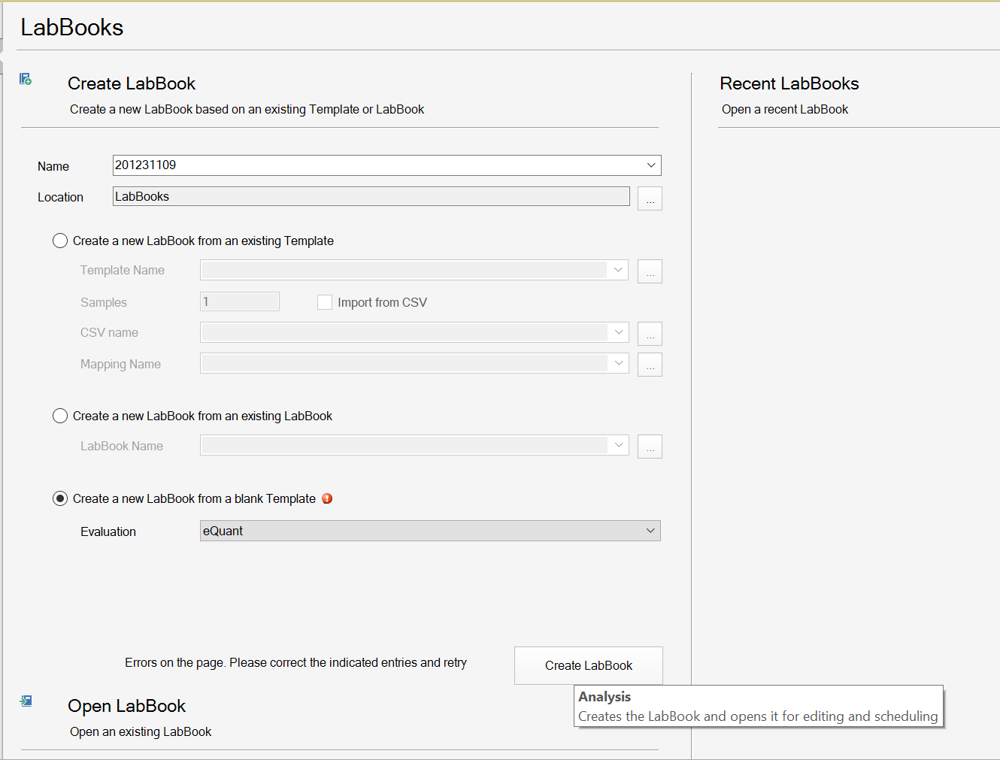 LabBooks
Create LabBook
Create a new LabBook based on an existing Template or LabBook
Name
201231109
Location
LabBooks
...
Create a new LabBook from an existing Template
Template Name
...
Samples
1
Import from CSV
CSV name
...
Mapping Name
...
Create a new LabBook from an existing LabBook
LabBook Name
...
Create a new LabBook from a blank Template
Evaluation
eQuant
Errors on the page. Please correct the indicated entries and retry
Create LabBook
Analysis
Creates the LabBook and opens it for editing and scheduling
Open LabBook
Open an existing LabBook
Recent LabBooks
Open a recent LabBook